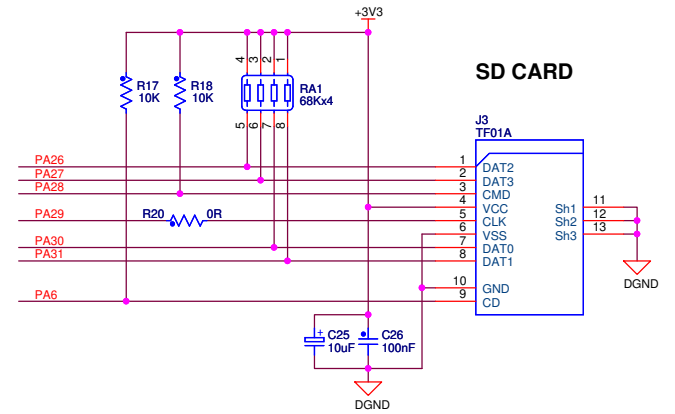 +3V3
SD CARD
R17
10K
R18
10K
4
3
2
1
RA1
68Kx4
5
6
7
8
J3
TF01A
PA26
1
DAT2
PA27
2
DAT3
PA28
3
CMD
4
VCC
Sh1
11
PA29
R20
0R
5
CLK
Sh2
12
6
VSS
Sh3
13
PA30
7
DAT0
PA31
8
DAT1
DGND
10
GND
PA6
9
CD
+
C25
10uF
C26
100nF
DGND